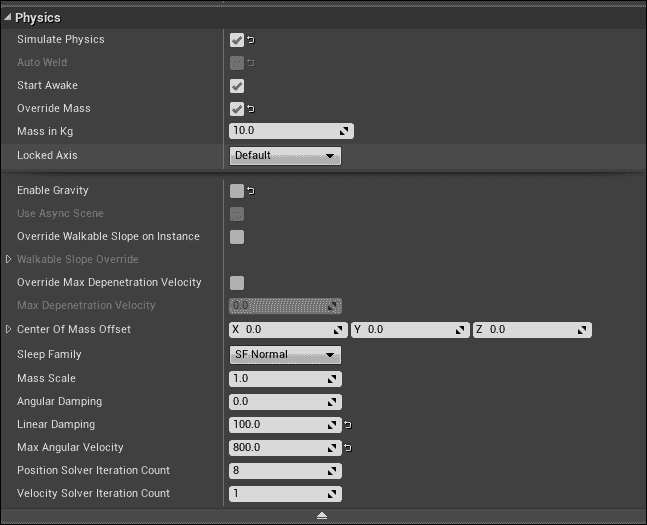 Physics
Simulate Physics
Auto Weld
Start Awake
Override Mass
Mass in Kg 10.0
Locked Axis Default
Enable Gravity
Use Async Scene
Override Walkable Slope on Instance
Walkable Slope Override
Override Max Depenetration Velocity
Max Depenetration Velocity 0.0
Center Of Mass Offset X 0.0 Y 0.0 Z 0.0
Sleep Family SF Normal
Mass Scale 1.0
Angular Damping 0.0
Linear Damping 100.0
Max Angular Velocity 800.0
Position Solver Iteration Count 8
Velocity Solver Iteration Count 1